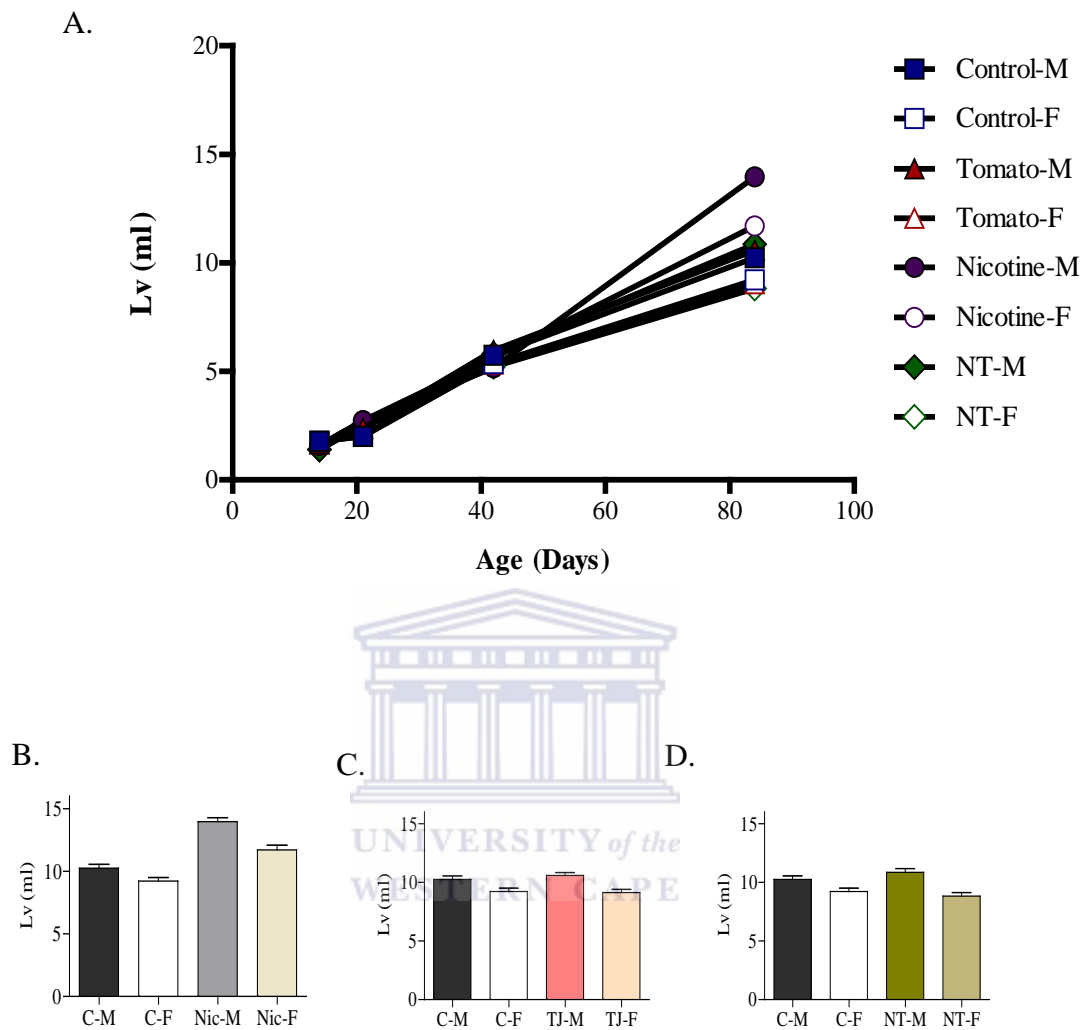 A.
20
15
10
5
0
Lv (ml)
0 20 40 60 80 100
Age (Days)
Control-M
Control-F
Tomato-M
Tomato-F
Nicotine-M
Nicotine-F
NT-M
NT-F
UNIVERSITY of the
WESTERN CAPE
B.
15
10
5
0
Lv (ml)
C-M C-F Nic-M Nic-F
C.
15
10
5
0
Lv (ml)
C-M C-F TJ-M TJ-F
D.
15
10
5
0
Lv (ml)
C-M C-F NT-M NT-F